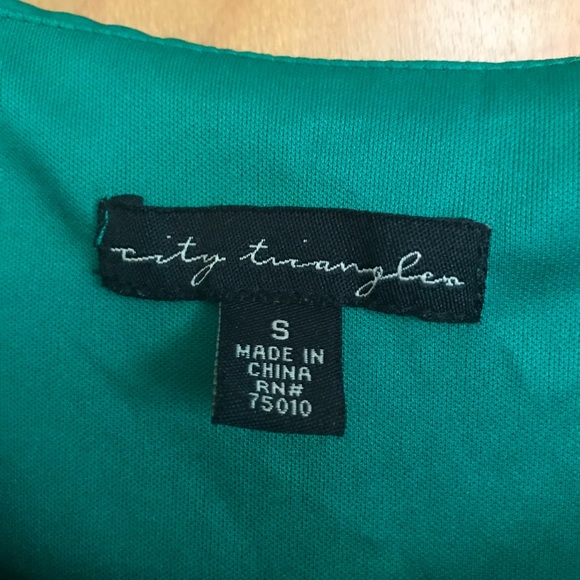 city triangles
S
MADE IN
CHINA
RN#
75010